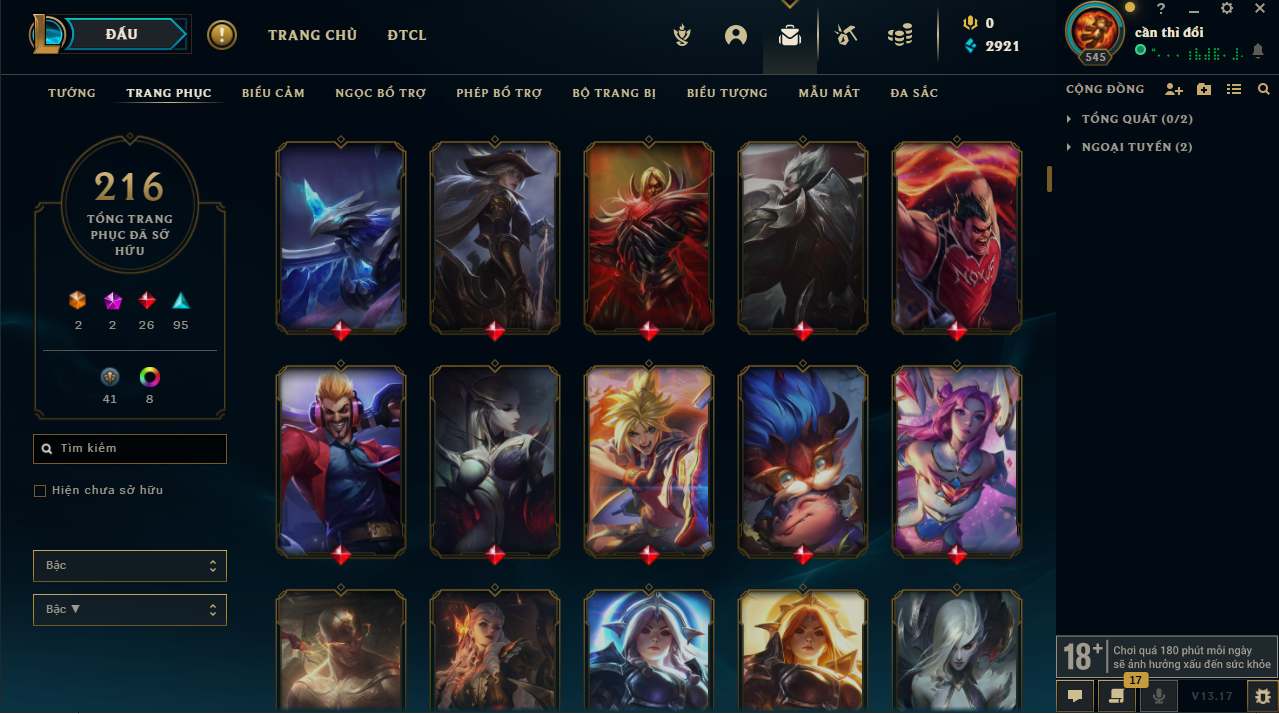 ĐẤU
TRANG CHỦ
ĐTCL
0
2921
cần thì đổi
545
TƯỚNG
TRANG PHỤC
BIỂU CẢM
NGỌC BỔ TRỢ
PHÉP BỔ TRỢ
BỘ TRANG BỊ
BIỂU TƯỢNG
MẪU MẮT
ĐA SẮC
CỘNG ĐỒNG
TỔNG QUÁT (0/2)
NGOẠI TUYẾN (2)
216
TỔNG TRANG
PHỤC ĐÃ SỞ
HỮU
2
2
26
95
41
8
Tìm kiếm
Hiện chưa sở hữu
Bậc
Bậc ▼
NOXUS
18+
Chơi quá 180 phút mỗi ngày
sẽ ảnh hưởng xấu đến sức khỏe
17
V13.17